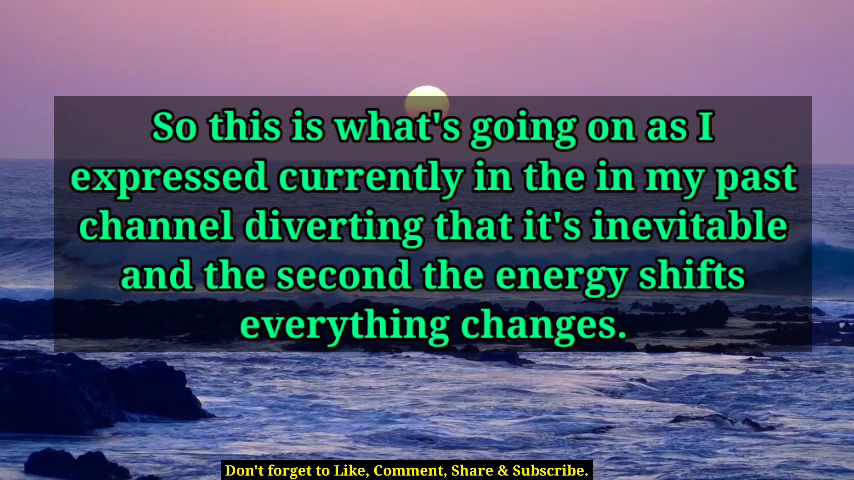 So this is what's going on as I
expressed currently in the in my past
channel diverting that it's inevitable
and the second the energy shifts
everything changes.
Don't forget to Like, Comment, Share & Subscribe.